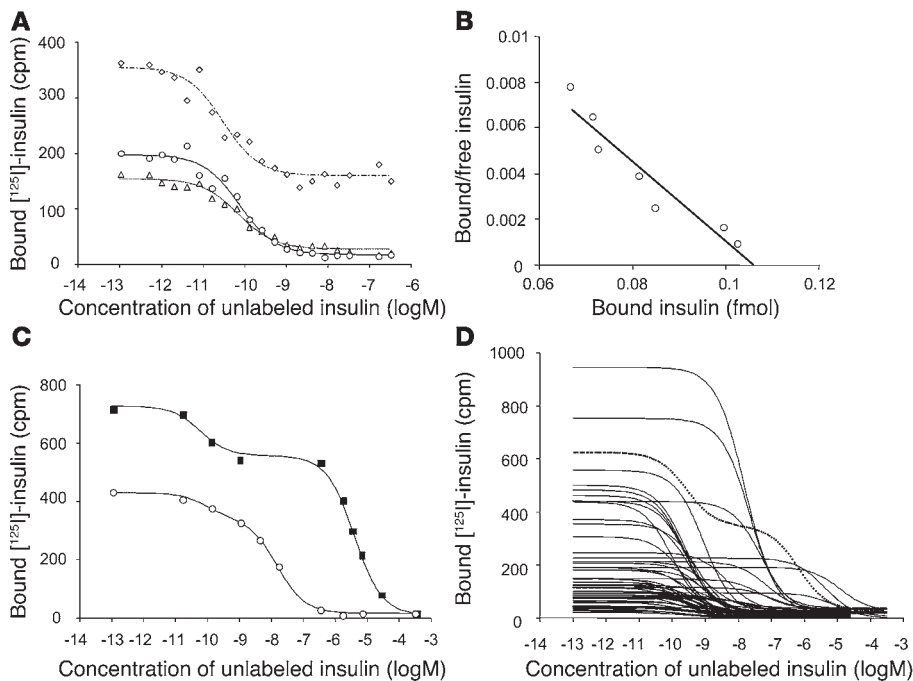 A
Bound [125I]-insulin (cpm)
400
300
200
100
0
-14 -13 -12 -11 -10 -9 -8 -7 -6
Concentration of unlabeled insulin (logM)
B
Bound/free insulin
0.01
0.008
0.006
0.004
0.002
0
0.06 0.08 0.1 0.12
Bound insulin (fmol)
C
Bound [125I]-insulin (cpm)
800
600
400
200
0
-14 -13 -12 -11 -10 -9 -8 -7 -6 -5 -4 -3
Concentration of unlabeled insulin (logM)
D
Bound [125I]-insulin (cpm)
1000
800
600
400
200
0
-14 -13 -12 -11 -10 -9 -8 -7 -6 -5 -4 -3
Concentration of unlabeled insulin (logM)